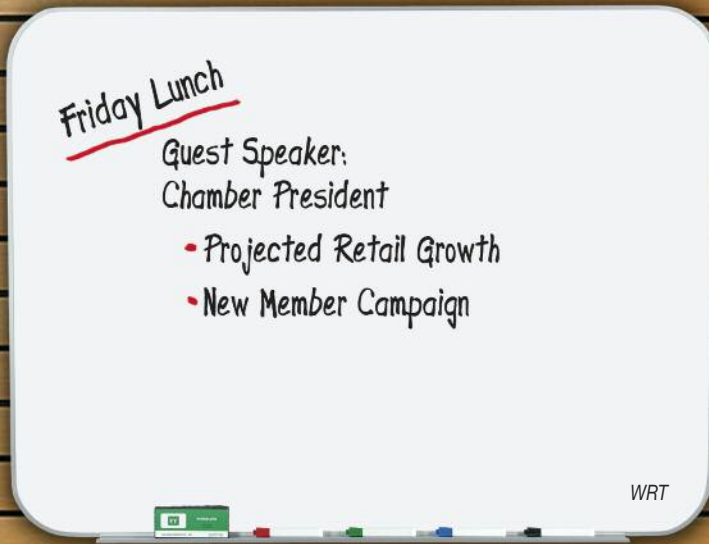 Friday Lunch
Guest Speaker:
Chamber President
• Projected Retail Growth
• New Member Campaign
WRT